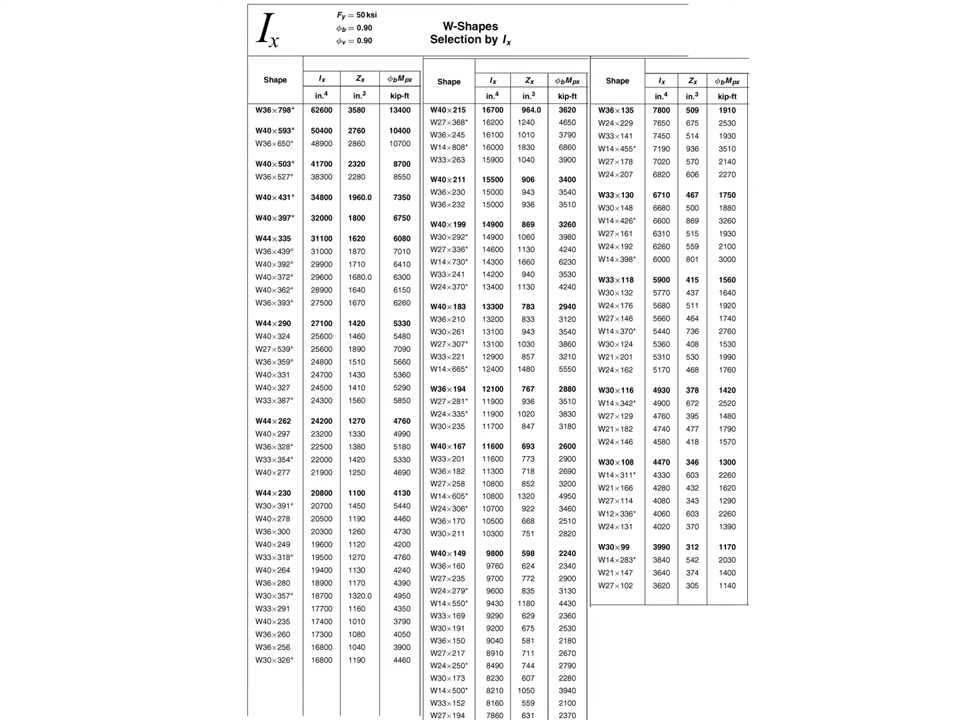 Ix
Fy = 50 ksi
ϕb = 0.90
ϕv = 0.90
W-Shapes
Selection by Ix
Shape Ix Zx ϕbMpx
in.4 in.3 kip-ft
W36×798* 62600 3580 13400
W40×593* 50400 2760 10400
W36×650* 48900 2860 10700
W40×503* 41700 2320 8700
W36×527* 38300 2280 8550
W40×431* 34800 1960.0 7350
W40×397* 32000 1800 6750
W44×335 31100 1620 6080
W36×439* 31000 1870 7010
W40×392* 29900 1710 6410
W40×372* 29600 1680.0 6300
W40×362* 28900 1640 6150
W36×393* 27500 1670 6260
W44×290 27100 1420 5330
W40×324 25600 1460 5480
W27×539* 25600 1890 7090
W36×359* 24800 1510 5660
W40×331 24700 1430 5360
W40×327 24500 1410 5290
W33×387* 24300 1560 5850
W44×262 24200 1270 4760
W40×297 23200 1330 4990
W36×328* 22500 1380 5180
W33×354* 22000 1420 5330
W40×277 21900 1250 4690
W44×230 20800 1100 4130
W30×391* 20700 1450 5440
W40×278 20500 1190 4460
W36×300 20300 1260 4730
W40×249 19600 1120 4200
W33×318* 19500 1270 4760
W40×264 19400 1130 4240
W36×280 18900 1170 4390
W30×357* 18700 1320.0 4950
W33×291 17700 1160 4350
W40×235 17400 1010 3790
W36×260 17300 1080 4050
W36×256 16800 1040 3900
W30×326* 16800 1190 4460
Shape Ix Zx ϕbMpx
in.4 in.3 kip-ft
W40×215 16700 964.0 3620
W27×368* 16200 1240 4650
W36×245 16100 1010 3790
W14×808* 16000 1830 6860
W33×263 15900 1040 3900
W40×211 15500 906 3400
W36×230 15000 943 3540
W36×232 15000 936 3510
W40×199 14900 869 3260
W30×292* 14900 1060 3980
W27×336* 14600 1130 4240
W14×730* 14300 1660 6230
W33×241 14200 940 3530
W24×370* 13400 1130 4240
W40×183 13300 783 2940
W36×210 13200 833 3120
W30×261 13100 943 3540
W27×307* 13100 1030 3860
W33×221 12900 857 3210
W14×665* 12400 1480 5550
W36×194 12100 767 2880
W27×281* 11900 936 3510
W24×335* 11900 1020 3830
W30×235 11700 847 3180
W40×167 11600 693 2600
W33×201 11600 773 2900
W36×182 11300 718 2690
W27×258 10800 852 3200
W14×605* 10800 1320 4950
W24×306* 10700 922 3460
W36×170 10500 668 2510
W30×211 10300 751 2820
W40×149 9800 598 2240
W36×160 9760 624 2340
W27×235 9700 772 2900
W24×279* 9600 835 3130
W14×550* 9430 1180 4430
W33×169 9290 629 2360
W30×191 9200 675 2530
W36×150 9040 581 2180
W27×217 8910 711 2670
W24×250* 8490 744 2790
W30×173 8230 607 2280
W14×500* 8210 1050 3940
W33×152 8160 559 2100
W27×194 7860 631 2370
Shape Ix Zx ϕbMpx
in.4 in.3 kip-ft
W36×135 7800 509 1910
W24×229 7650 675 2530
W33×141 7450 514 1930
W14×455* 7190 936 3510
W27×178 7020 570 2140
W24×207 6820 606 2270
W33×130 6710 467 1750
W30×148 6680 500 1880
W14×426* 6600 869 3260
W27×161 6310 515 1930
W24×192 6260 559 2100
W14×398* 6000 801 3000
W33×118 5900 415 1560
W30×132 5770 437 1640
W24×176 5680 511 1920
W27×146 5660 464 1740
W14×370* 5440 736 2760
W30×124 5360 408 1530
W21×201 5310 530 1990
W24×162 5170 468 1760
W30×116 4930 378 1420
W14×342* 4900 672 2520
W27×129 4760 395 1480
W21×182 4740 477 1790
W24×146 4580 418 1570
W30×108 4470 346 1300
W14×311* 4330 603 2260
W21×166 4280 432 1620
W27×114 4080 343 1290
W12×336* 4060 603 2260
W24×131 4020 370 1390
W30×99 3990 312 1170
W14×283* 3840 542 2030
W21×147 3640 374 1400
W27×102 3620 305 1140